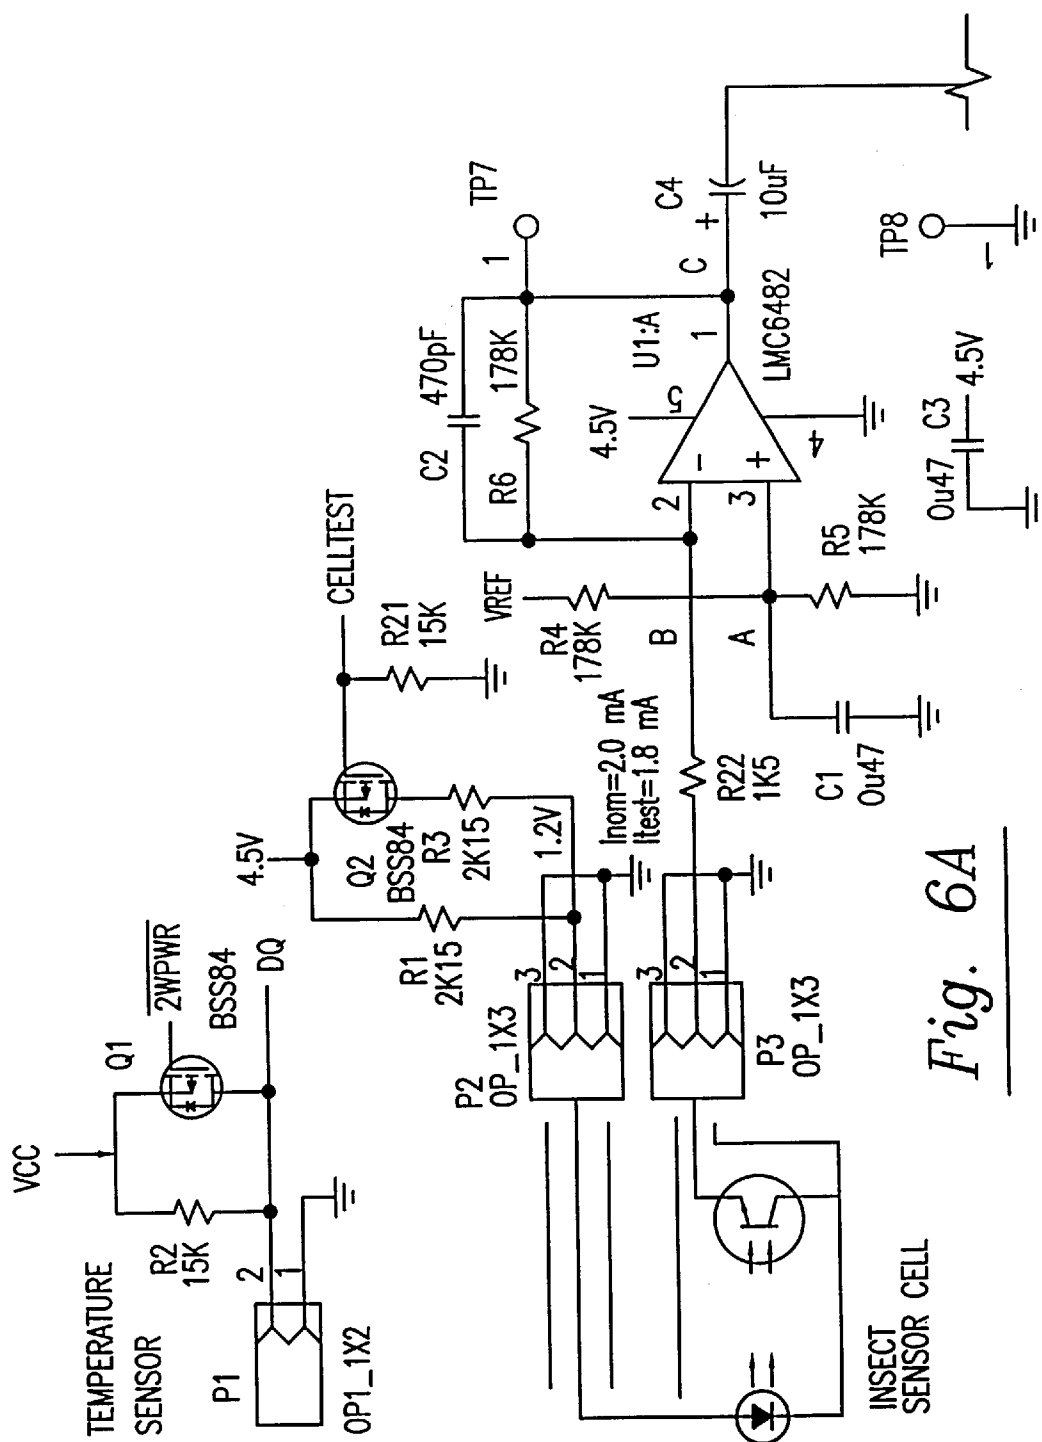 TEMPERATURE
SENSOR
VCC
R2
15K
Q1
2WPWR
BSS84
DQ
P1
2
1
OP1_1X2
4.5V
Q2
BSS84
CELLTEST
R21
15K
R1
2K15
R3
2K15
1.2V
Inom=2.0 mA
Itest=1.8 mA
P2
OP_1X3
3
2
1
P3
OP_1X3
3
2
1
R22
1K5
VREF
R4
178K
B
A
C1
0u47
R5
178K
C2
470pF
R6
178K
1
TP7
4.5V
5
U1:A
2
3
-
+
1
4
LMC6482
C
+
C4
10uF
TP8
1
0u47
C3
4.5V
INSECT
SENSOR CELL
Fig. 6A